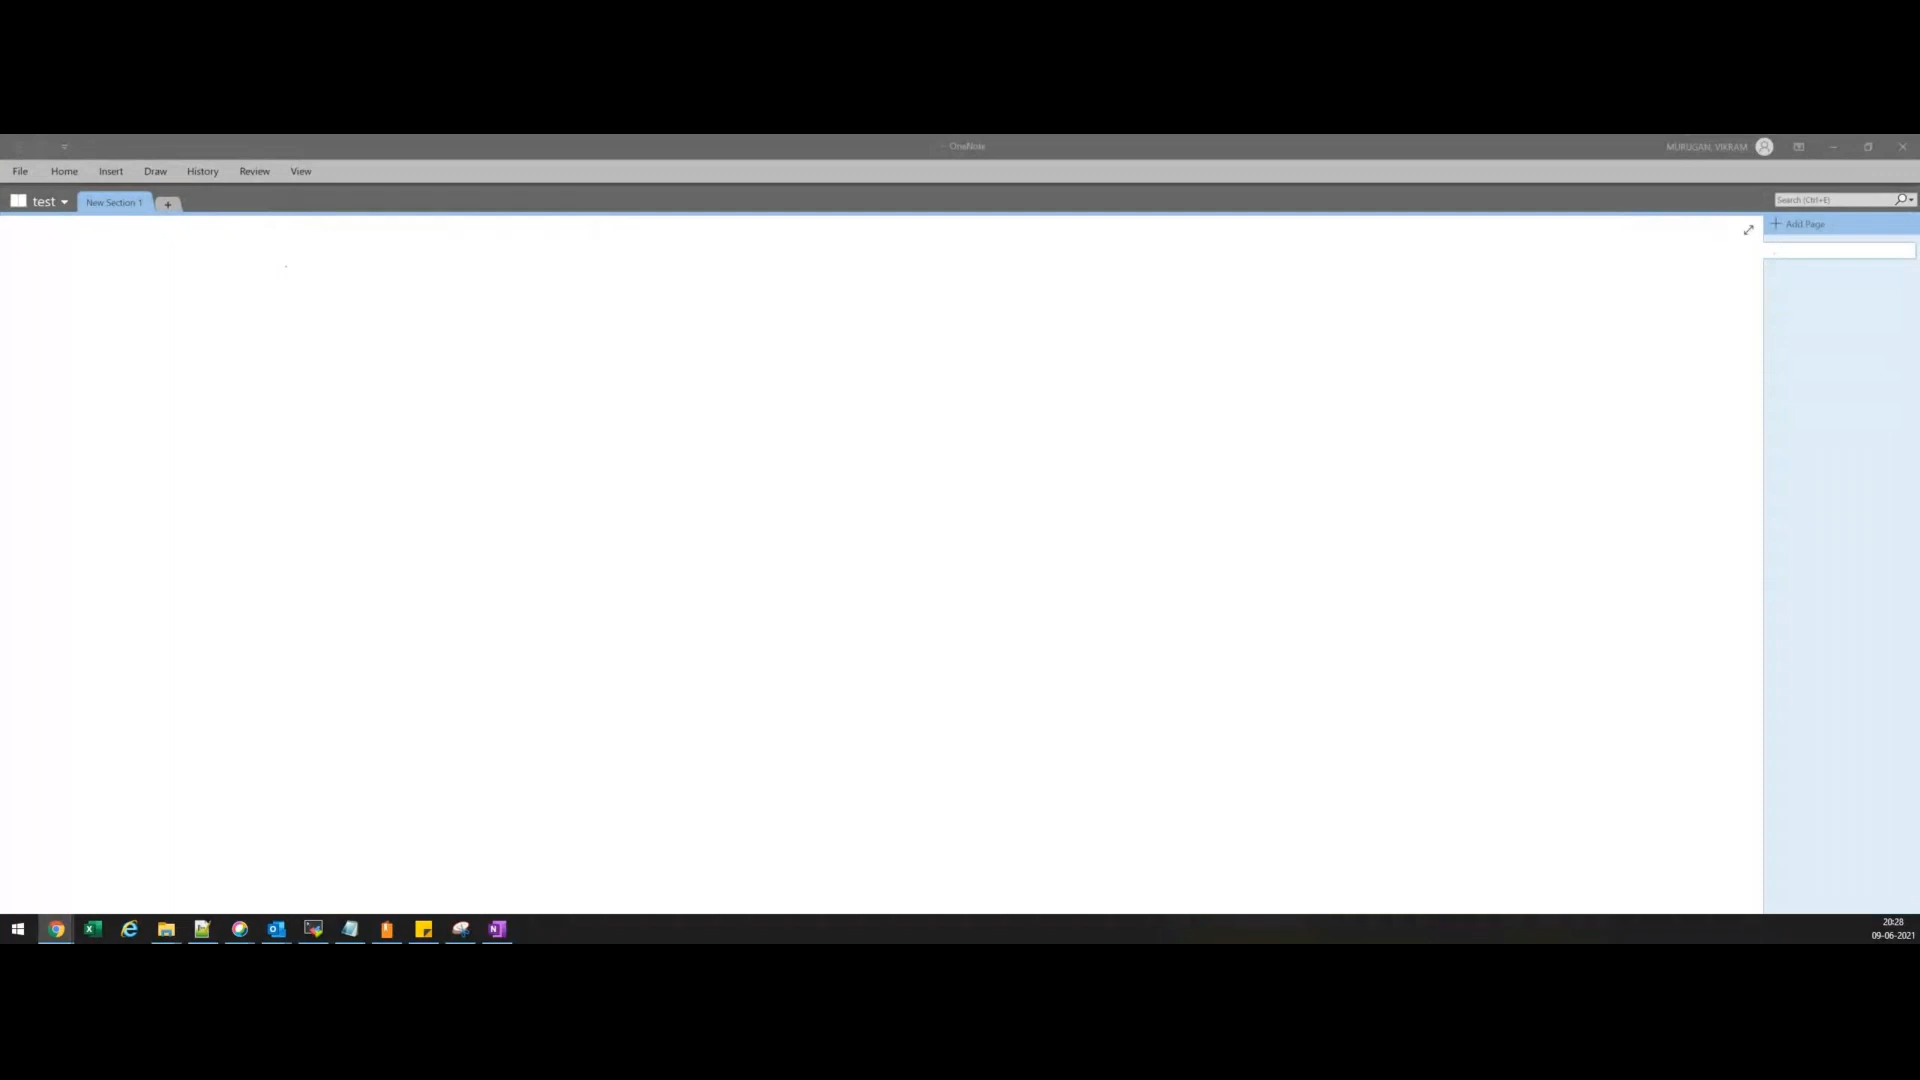 OneNote
MURUGAN, VIKRAM
File Home Insert Draw History Review View
test New Section 1 +
Search (Ctrl+E)
Add Page
20:28
09-06-2021